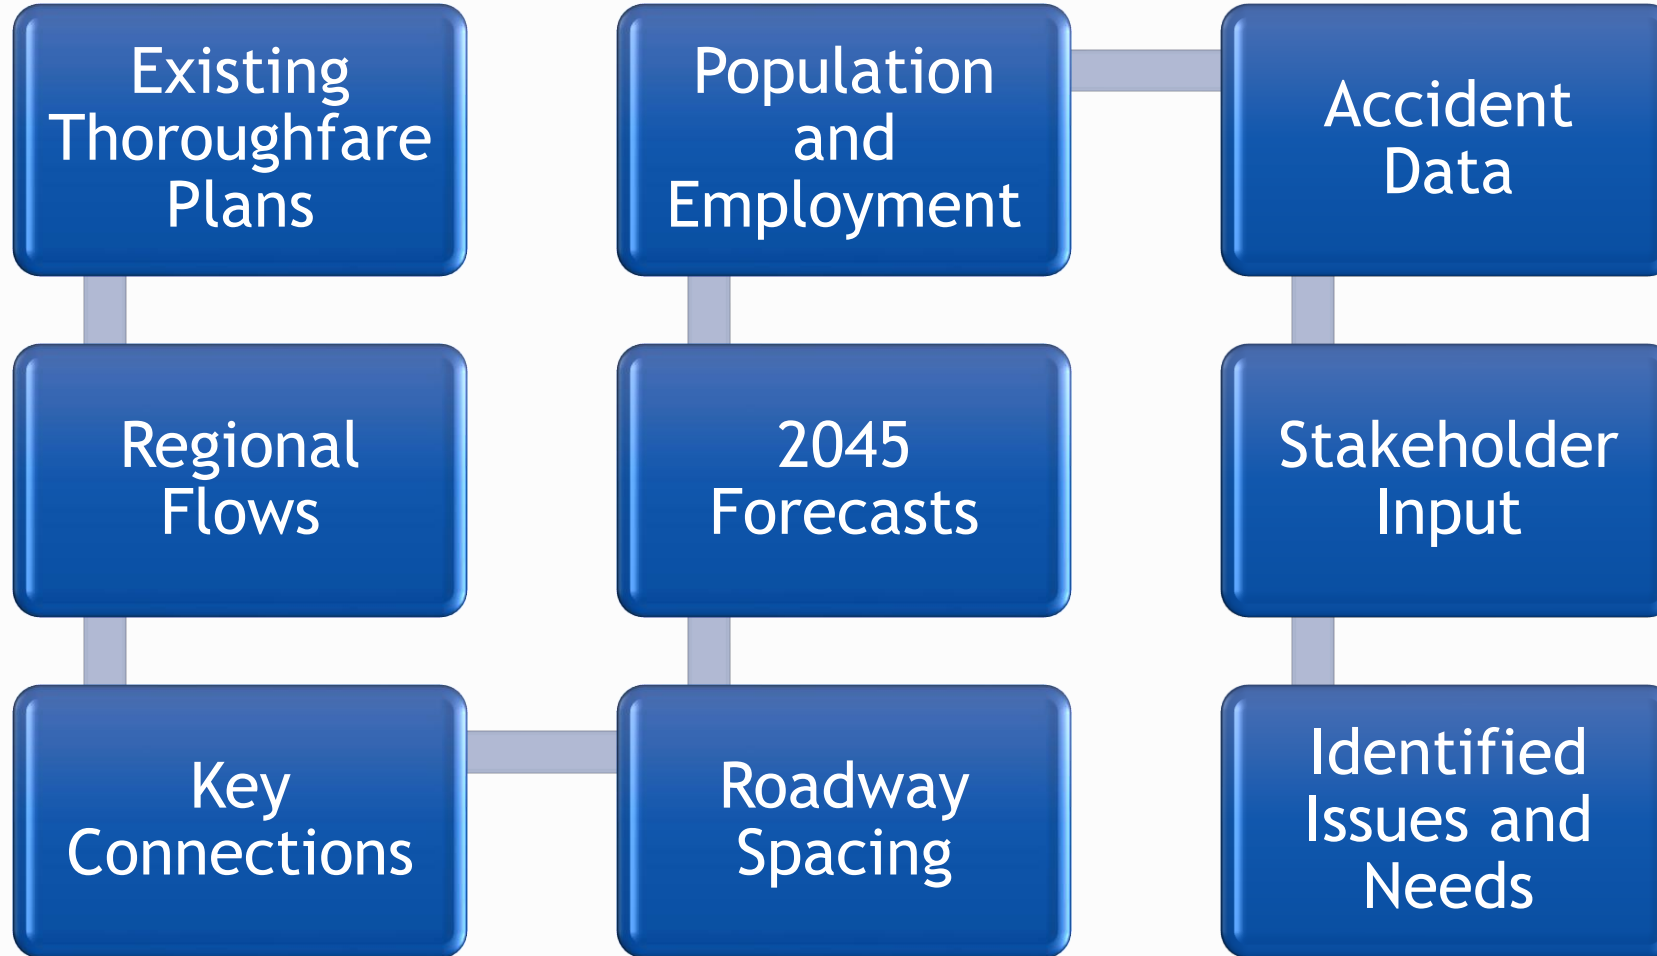 Existing
Thoroughfare
Plans
Regional
Flows
Key
Connections
Roadway
Spacing
2045
Forecasts
Population
and
Employment
Accident
Data
Stakeholder
Input
Identified
Issues and
Needs